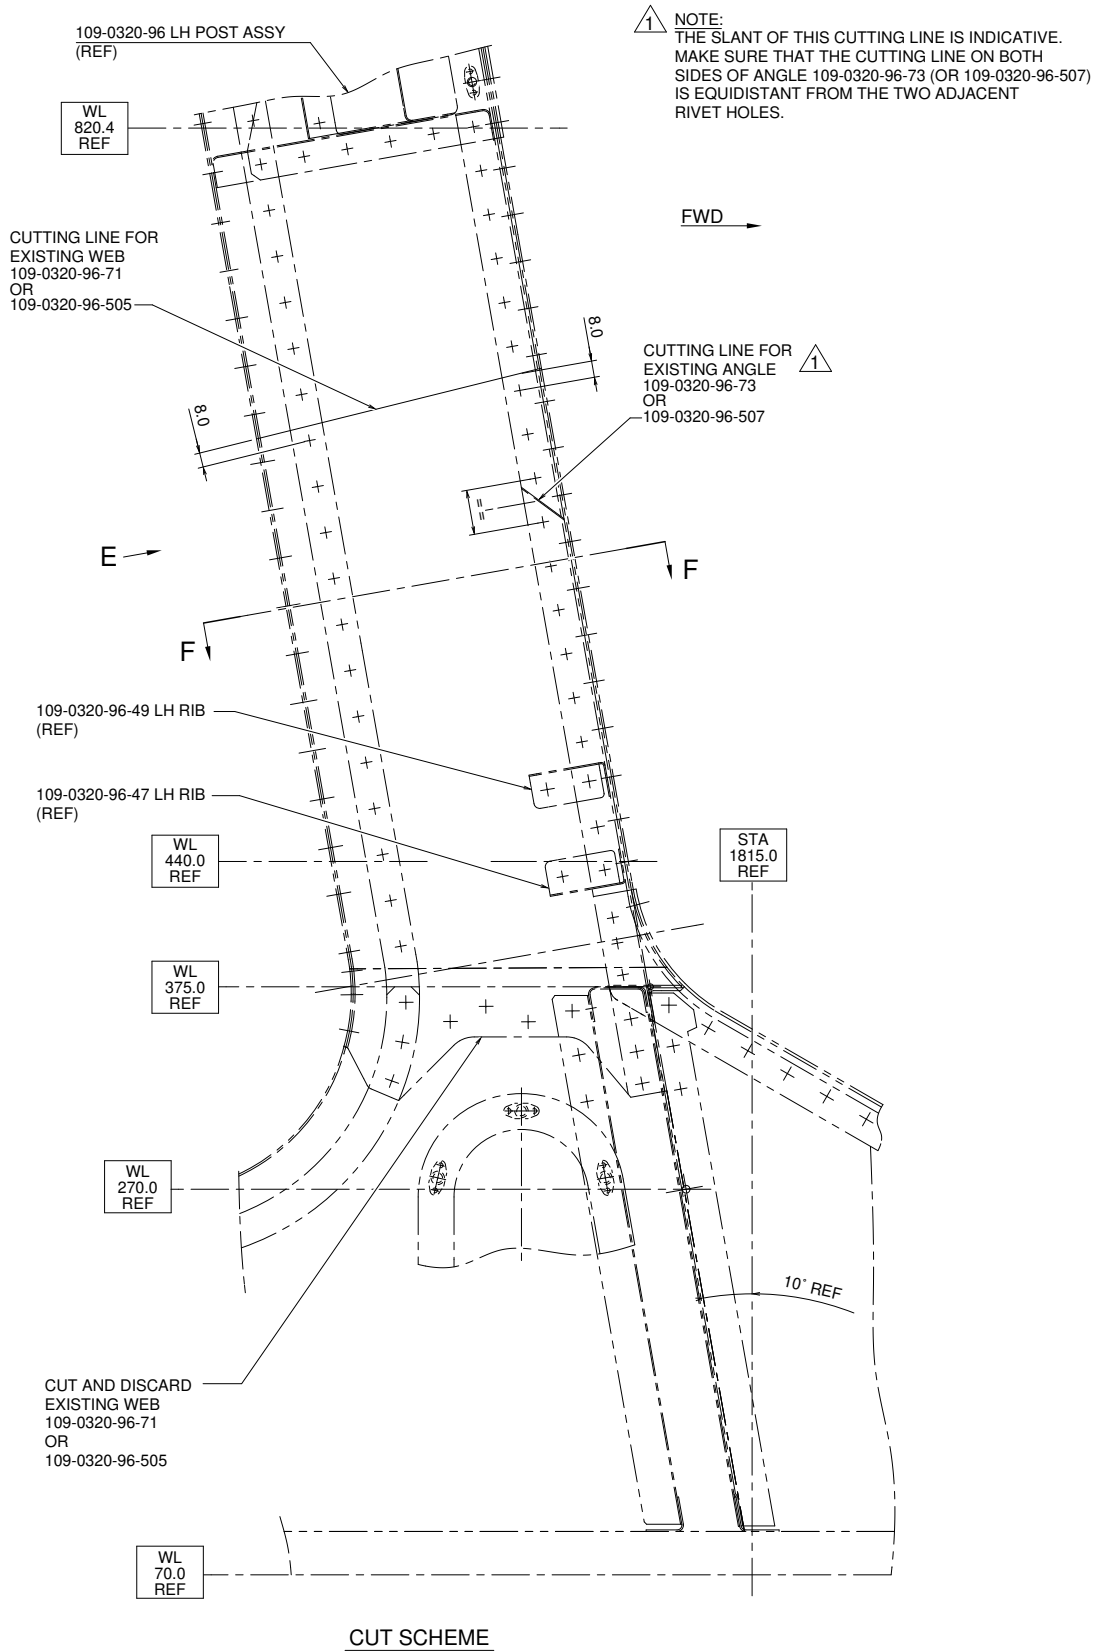 109-0320-96 LH POST ASSY
(REF)
1
NOTE:
THE SLANT OF THIS CUTTING LINE IS INDICATIVE.
MAKE SURE THAT THE CUTTING LINE ON BOTH
SIDES OF ANGLE 109-0320-96-73 (OR 109-0320-96-507)
IS EQUIDISTANT FROM THE TWO ADJACENT
RIVET HOLES.
WL
820.4
REF
FWD
CUTTING LINE FOR
EXISTING WEB
109-0320-96-71
OR
109-0320-96-505
8.0
CUTTING LINE FOR
EXISTING ANGLE
109-0320-96-73
OR
109-0320-96-507
1
8.0
=
=
E
F
F
109-0320-96-49 LH RIB
(REF)
109-0320-96-47 LH RIB
(REF)
WL
440.0
REF
STA
1815.0
REF
WL
375.0
REF
WL
270.0
REF
10° REF
CUT AND DISCARD
EXISTING WEB
109-0320-96-71
OR
109-0320-96-505
WL
70.0
REF
CUT SCHEME